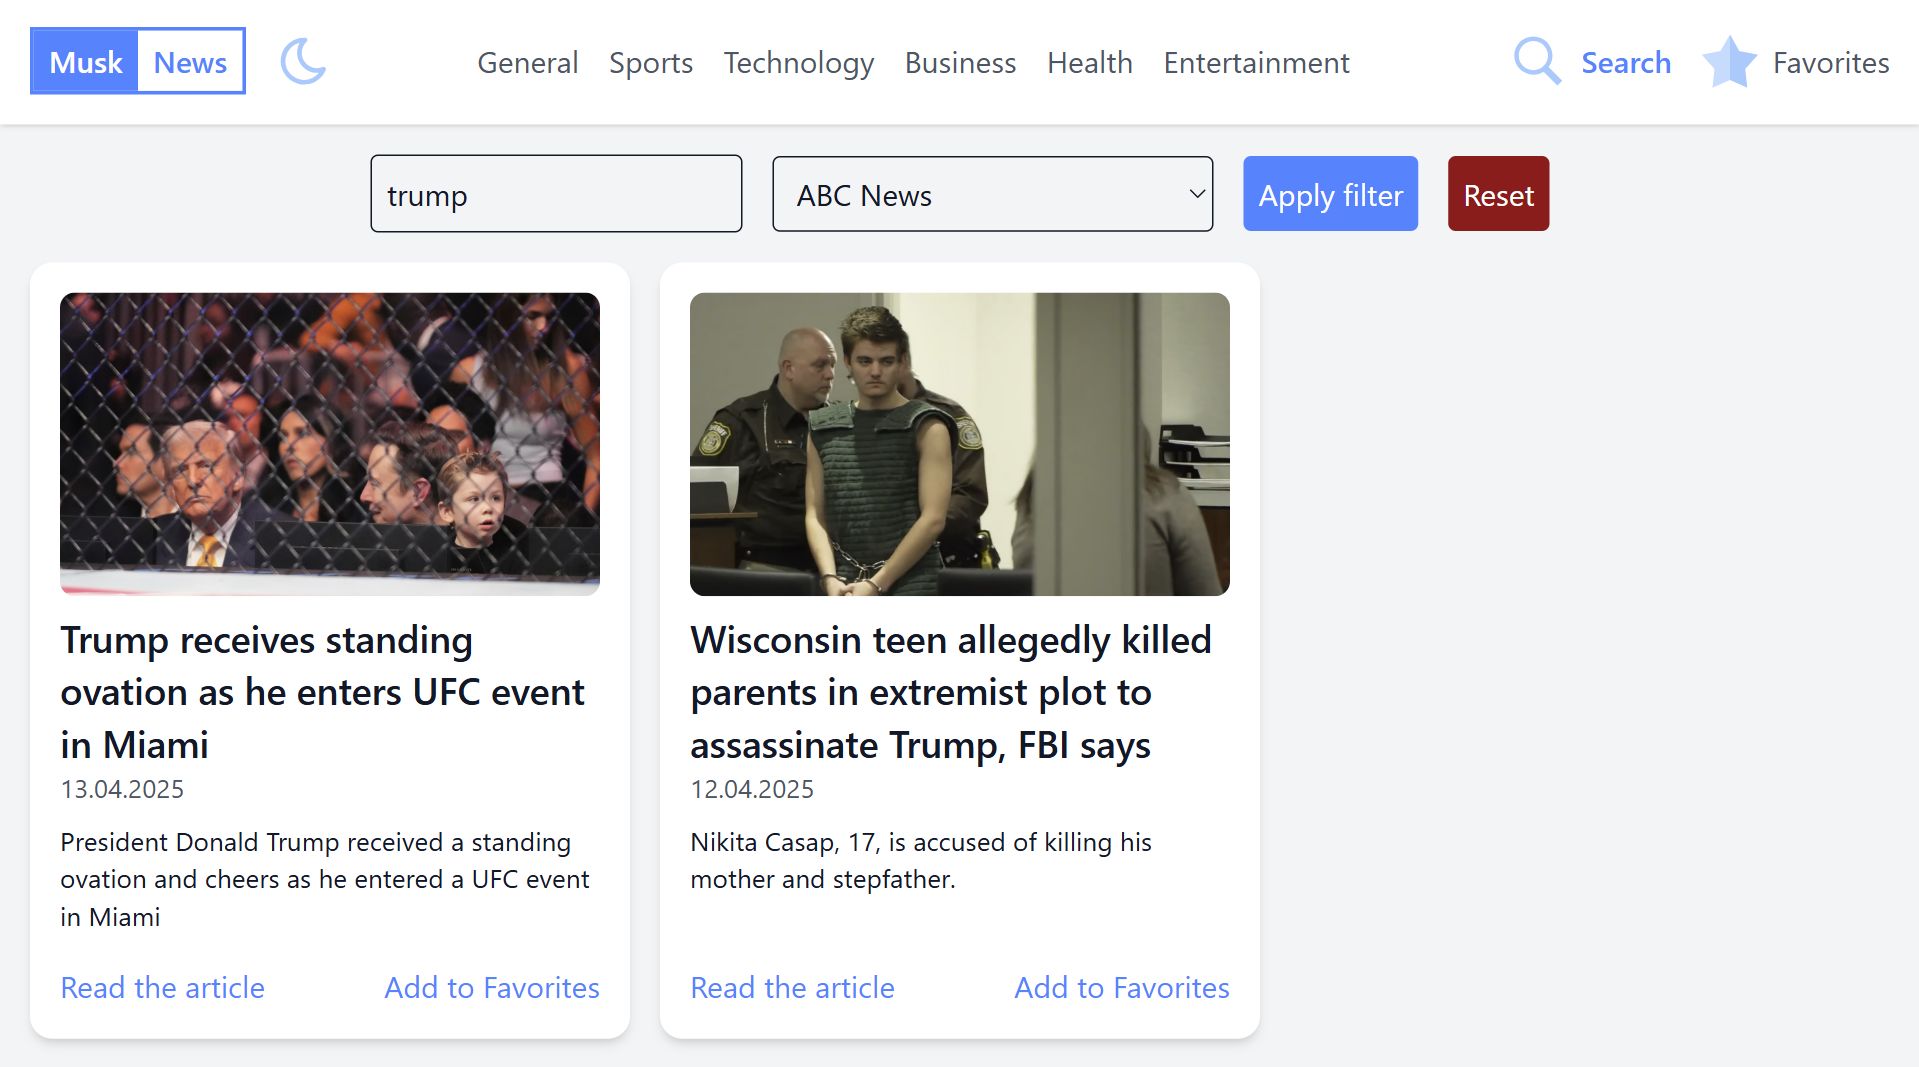 Musk News General Sports Technology Business Health Entertainment Search Favorites
trump ABC News Apply filter Reset
Trump receives standing
ovation as he enters UFC event
in Miami
13.04.2025
President Donald Trump received a standing
ovation and cheers as he entered a UFC event
in Miami
Read the article Add to Favorites
Wisconsin teen allegedly killed
parents in extremist plot to
assassinate Trump, FBI says
12.04.2025
Nikita Casap, 17, is accused of killing his
mother and stepfather.
Read the article Add to Favorites